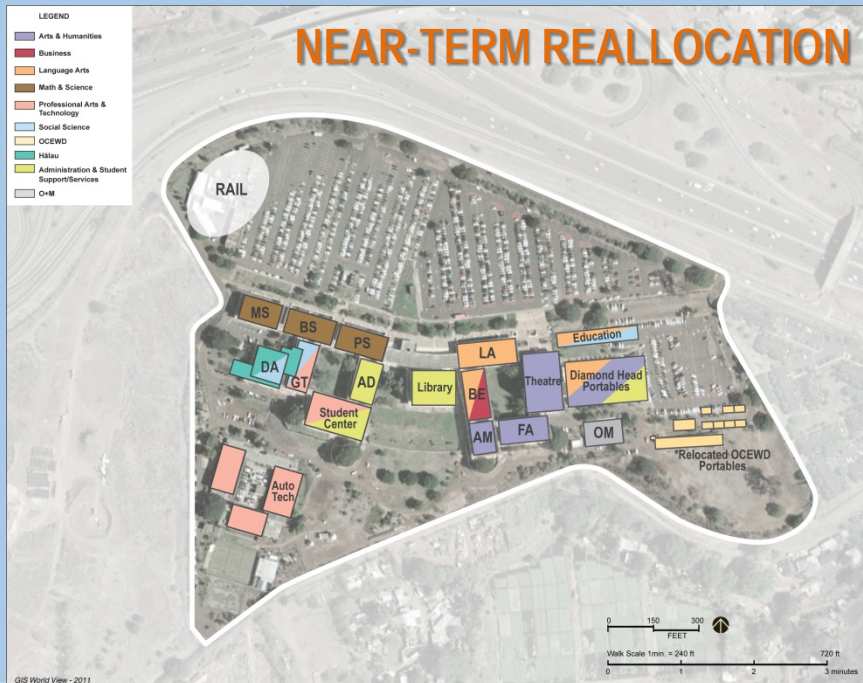 LEGEND
Arts & Humanities
Business
Language Arts
Math & Science
Professional Arts &
Technology
Social Science
OCEWD
Hālau
Administration & Student
Support/Services
O+M
NEAR-TERM REALLOCATION
RAIL
MS
BS
PS
DA
GT
AD
Student
Center
Library
LA
BE
AM
FA
Theatre
Education
Diamond Head
Portables
OM
*Relocated OCEWD
Portables
Auto
Tech
0 150 300
FEET
Walk Scale 1min. = 240 ft 720 ft
0 1 2 3 minutes
GIS World View - 2011